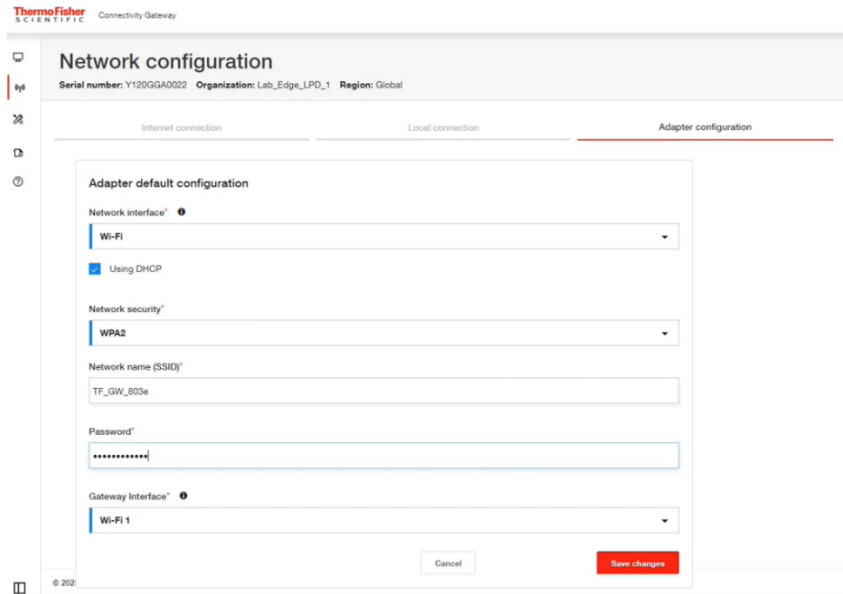 ThermoFisher
SCIENTIFIC
Connectivity Gateway
Network configuration
Serial number: Y120GGA0022 Organization: Lab_Edge_LPD_1 Region: Global
Internet connection Local connection Adapter configuration
Adapter default configuration
Network interface*
Wi-Fi
Using DHCP
Network security*
WPA2
Network name (SSID)*
TF_GW_803e
Password*
••••••••••••
Gateway Interface*
Wi-Fi 1
Cancel Save changes
© 202